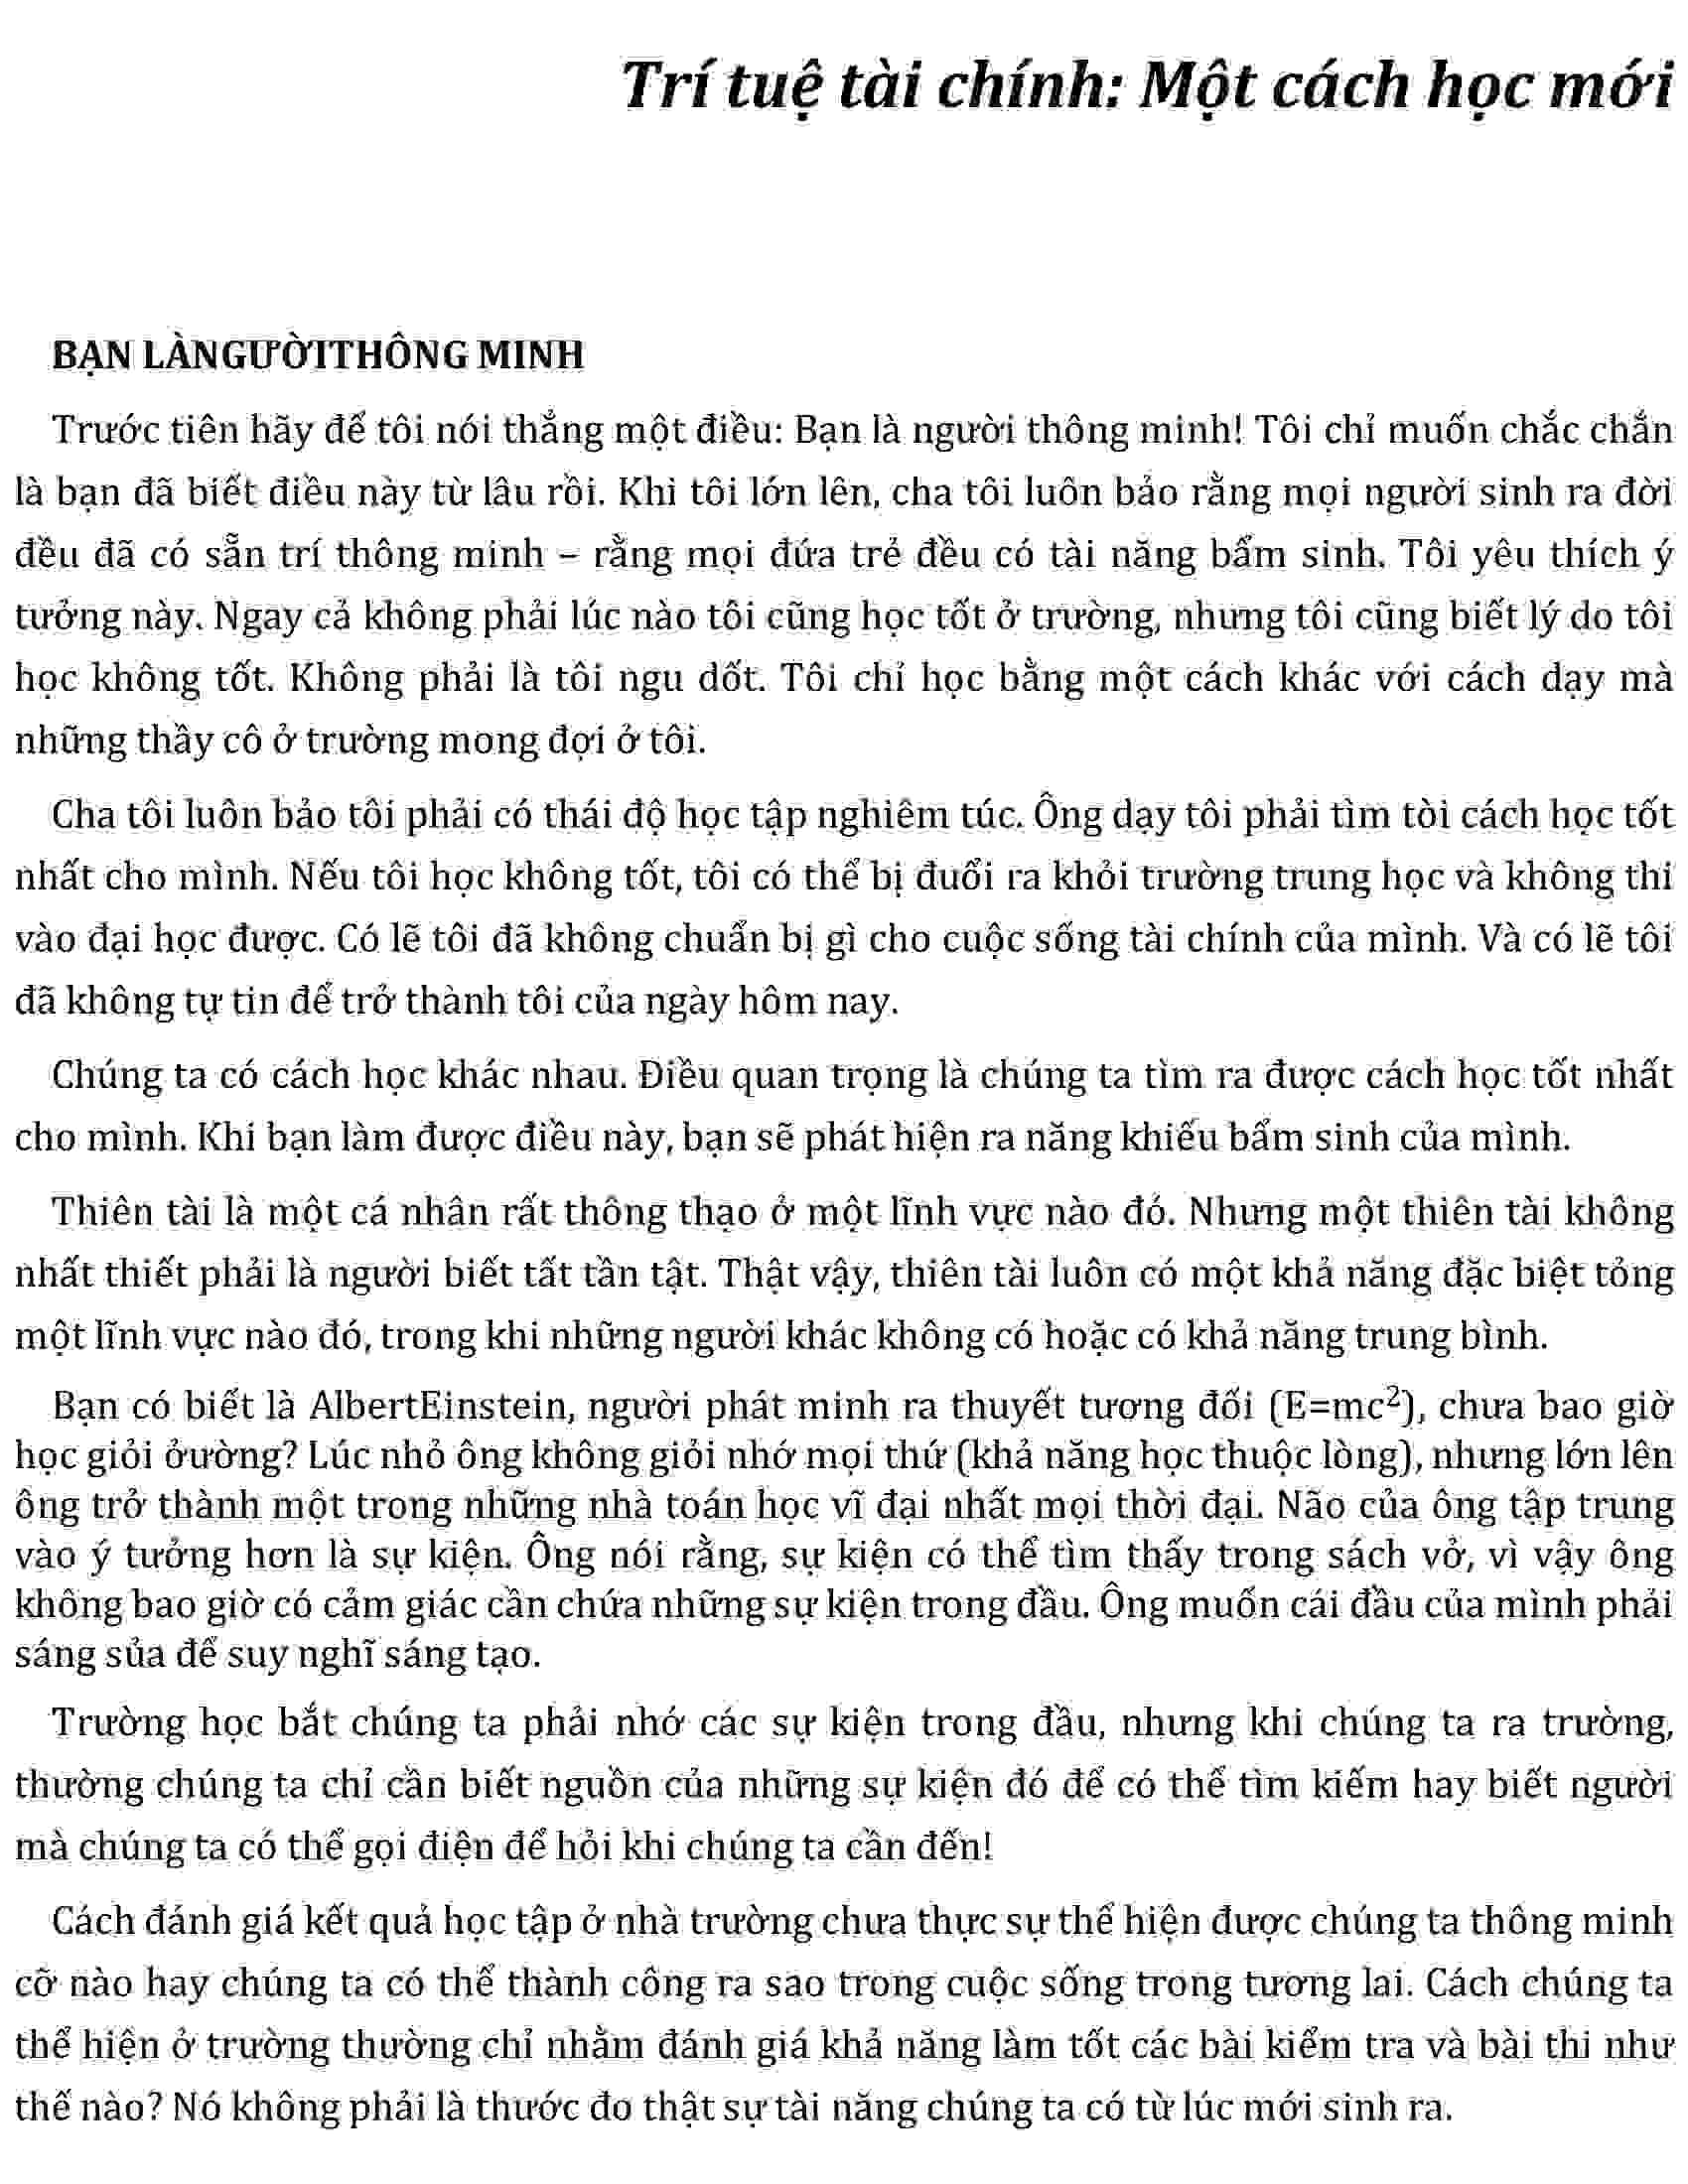 Trí tuệ tài chính: Một cách học mới
BẠN LÀNGƯỜITHÔNG MINH
Trước tiên hãy để tôi nói thẳng một điều: Bạn là người thông minh! Tôi chỉ muốn chắc chắn
là bạn đã biết điều này từ lâu rồi. Khi tôi lớn lên, cha tôi luôn bảo rằng mọi người sinh ra đời
đều đã có sẵn trí thông minh – rằng mọi đứa trẻ đều có tài năng bẩm sinh. Tôi yêu thích ý
tưởng này. Ngay cả không phải lúc nào tôi cũng học tốt ở trường, nhưng tôi cũng biết lý do tôi
học không tốt. Không phải là tôi ngu dốt. Tôi chỉ học bằng một cách khác với cách dạy mà
những thầy cô ở trường mong đợi ở tôi.
Cha tôi luôn bảo tôi phải có thái độ học tập nghiêm túc. Ông dạy tôi phải tìm tòi cách học tốt
nhất cho mình. Nếu tôi học không tốt, tôi có thể bị đuổi ra khỏi trường trung học và không thi
vào đại học được. Có lẽ tôi đã không chuẩn bị gì cho cuộc sống tài chính của mình. Và có lẽ tôi
đã không tự tin để trở thành tôi của ngày hôm nay.
Chúng ta có cách học khác nhau. Điều quan trọng là chúng ta tìm ra được cách học tốt nhất
cho mình. Khi bạn làm được điều này, bạn sẽ phát hiện ra năng khiếu bẩm sinh của mình.
Thiên tài là một cá nhân rất thông thạo ở một lĩnh vực nào đó. Nhưng một thiên tài không
nhất thiết phải là người biết tất tần tật. Thật vậy, thiên tài luôn có một khả năng đặc biệt tỏng
một lĩnh vực nào đó, trong khi những người khác không có hoặc có khả năng trung bình.
Bạn có biết là AlbertEinstein, người phát minh ra thuyết tương đối (E=mc²), chưa bao giờ
học giỏi ởường? Lúc nhỏ ông không giỏi nhớ mọi thứ (khả năng học thuộc lòng), nhưng lớn lên
ông trở thành một trong những nhà toán học vĩ đại nhất mọi thời đại. Não của ông tập trung
vào ý tưởng hơn là sự kiện. Ông nói rằng, sự kiện có thể tìm thấy trong sách vở, vì vậy ông
không bao giờ có cảm giác cần chứa những sự kiện trong đầu. Ông muốn cái đầu của mình phải
sáng sủa để suy nghĩ sáng tạo.
Trường học bắt chúng ta phải nhớ các sự kiện trong đầu, nhưng khi chúng ta ra trường,
thường chúng ta chỉ cần biết nguồn của những sự kiện đó để có thể tìm kiếm hay biết người
mà chúng ta có thể gọi điện để hỏi khi chúng ta cần đến!
Cách đánh giá kết quả học tập ở nhà trường chưa thực sự thể hiện được chúng ta thông minh
cỡ nào hay chúng ta có thể thành công ra sao trong cuộc sống trong tương lai. Cách chúng ta
thể hiện ở trường thường chỉ nhằm đánh giá khả năng làm tốt các bài kiểm tra và bài thi như
thế nào? Nó không phải là thước đo thật sự tài năng chúng ta có từ lúc mới sinh ra.